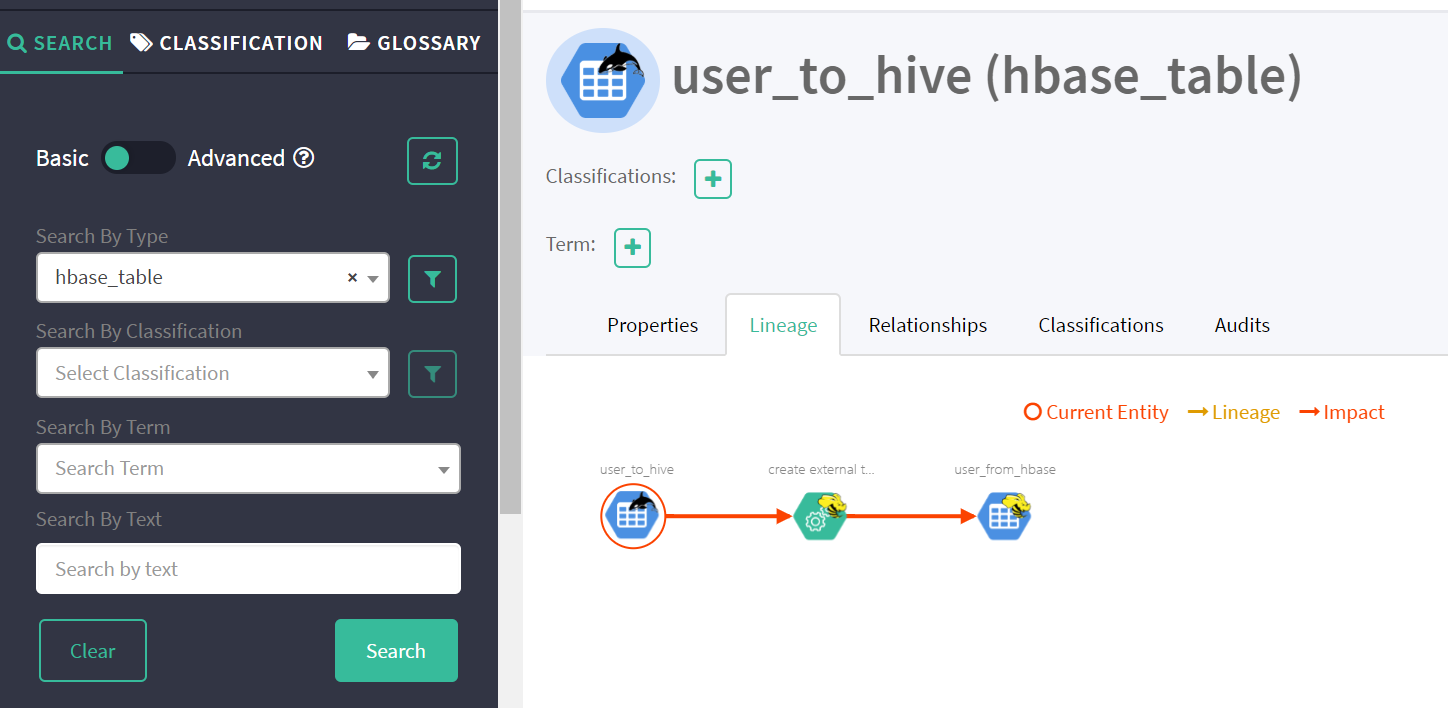 SEARCH CLASSIFICATION GLOSSARY
Basic Advanced
Search By Type
hbase_table
Search By Classification
Select Classification
Search By Term
Search Term
Search By Text
Search by text
Clear Search
user_to_hive (hbase_table)
Classifications:
Term:
Properties Lineage Relationships Classifications Audits
Current Entity Lineage Impact
user_to_hive create external t... user_from_hbase